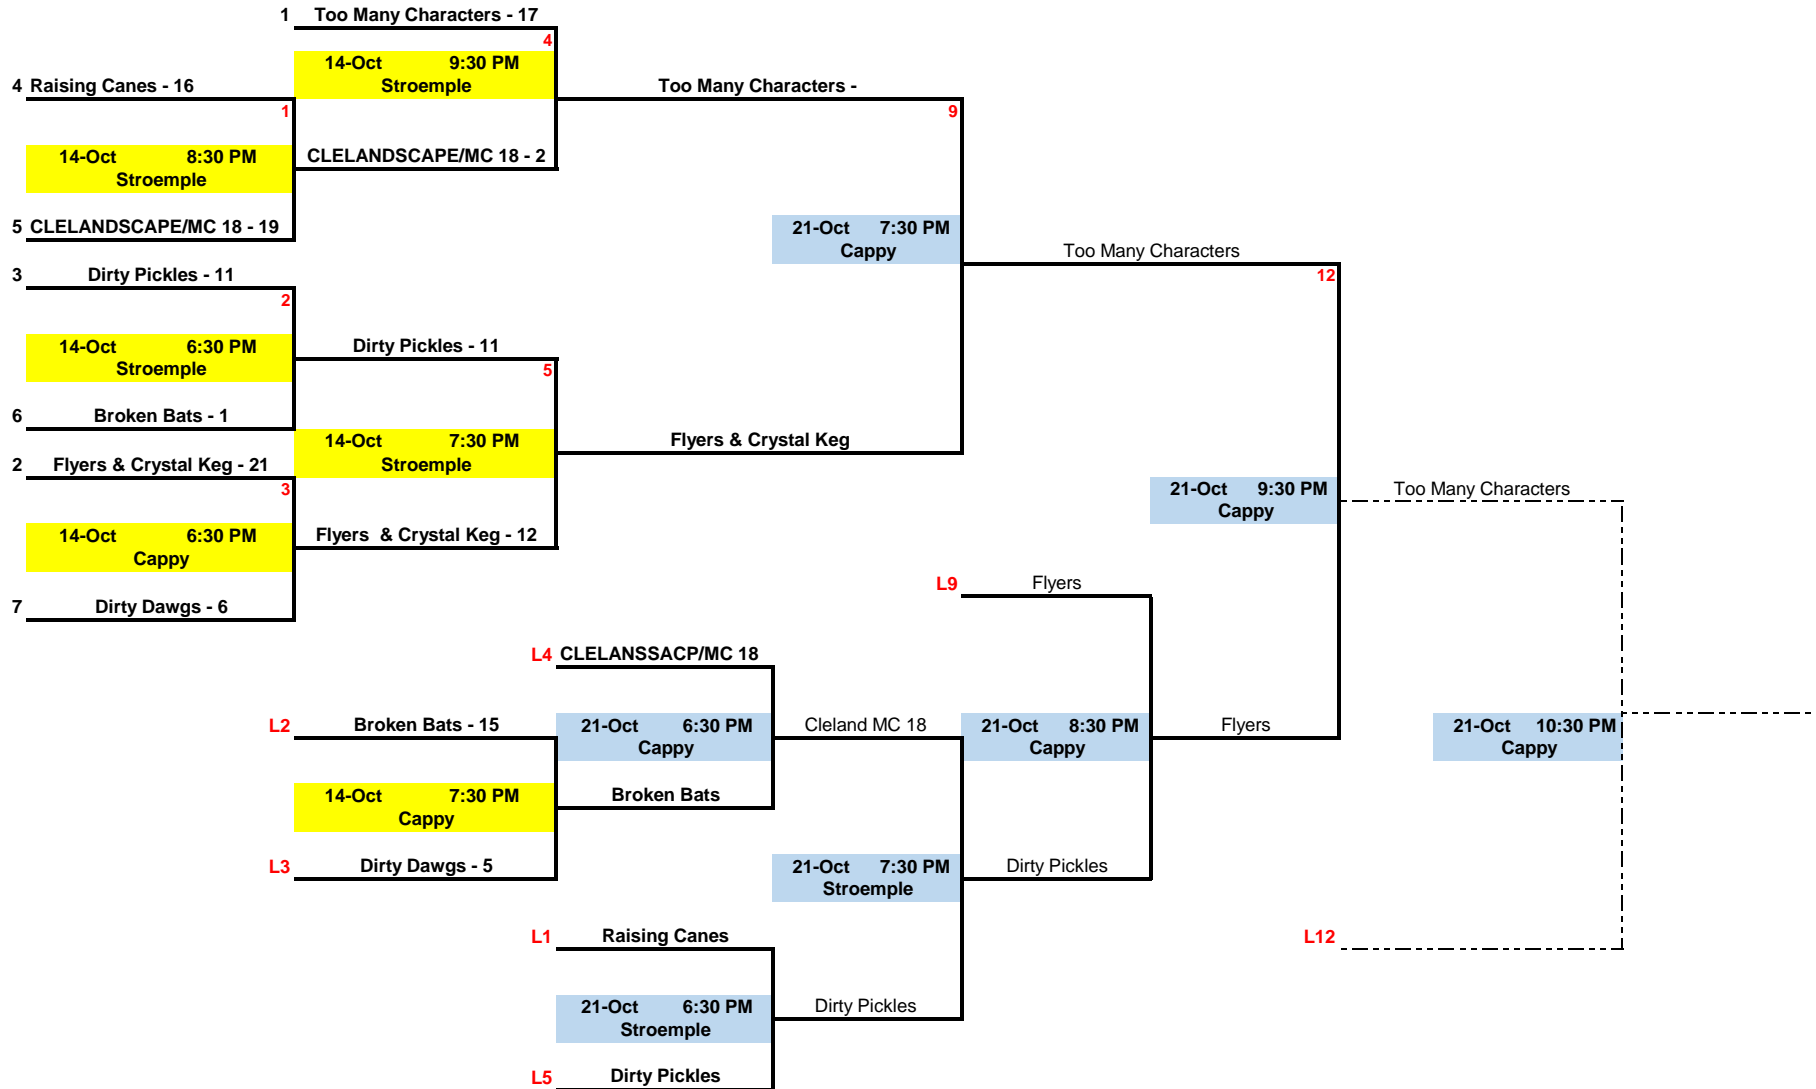 1 Too Many Characters - 17
4
14-Oct 9:30 PM
Stroemple
4 Raising Canes - 16
Too Many Characters -
1
9
14-Oct 8:30 PM
Stroemple
CLELANDSCAPE/MC 18 - 2
5 CLELANDSCAPE/MC 18 - 19
21-Oct 7:30 PM
Cappy
Too Many Characters
12
3 Dirty Pickles - 11
2
14-Oct 6:30 PM
Stroemple
Dirty Pickles - 11
5
6 Broken Bats - 1
14-Oct 7:30 PM
Stroemple
Flyers & Crystal Keg
2 Flyers & Crystal Keg - 21
3
21-Oct 9:30 PM
Cappy
Too Many Characters
14-Oct 6:30 PM
Cappy
Flyers  & Crystal Keg - 12
7 Dirty Dawgs - 6
L9 Flyers
L4 CLELANSSACP/MC 18
L2 Broken Bats - 15
21-Oct 6:30 PM
Cappy
Cleland MC 18
21-Oct 8:30 PM
Cappy
Flyers
21-Oct 10:30 PM
Cappy
14-Oct 7:30 PM
Cappy
Broken Bats
L3 Dirty Dawgs - 5
21-Oct 7:30 PM
Stroemple
Dirty Pickles
L1 Raising Canes
L12
21-Oct 6:30 PM
Stroemple
Dirty Pickles
L5 Dirty Pickles